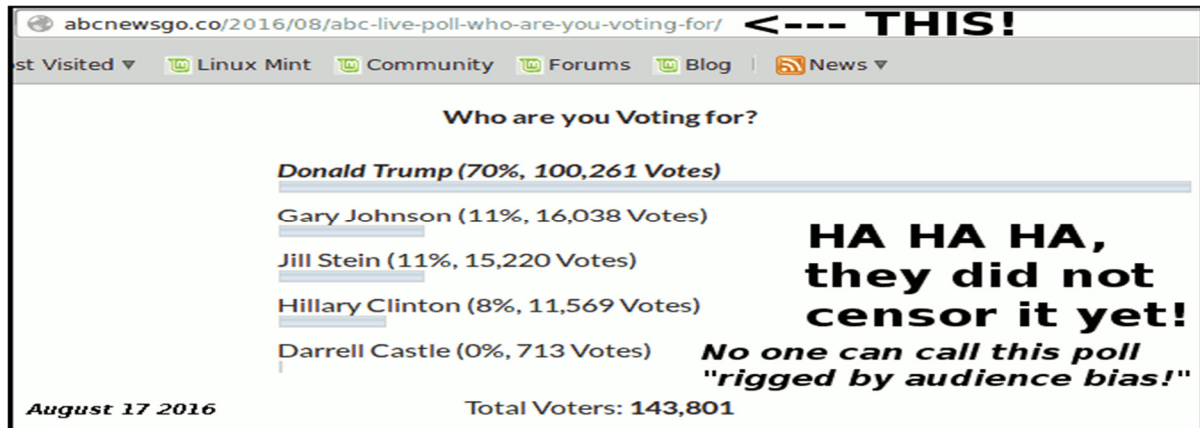 abcnewsgo.co/2016/08/abc-live-poll-who-are-you-voting-for/ <--- THIS!
st Visited ▾ Linux Mint Community Forums Blog News ▾
Who are you Voting for?
Donald Trump (70%, 100,261 Votes)
Gary Johnson (11%, 16,038 Votes)
Jill Stein (11%, 15,220 Votes)
Hillary Clinton (8%, 11,569 Votes)
Darrell Castle (0%, 713 Votes)
Total Voters: 143,801
HA HA HA,
they did not
censor it yet!
No one can call this poll
"rigged by audience bias!"
August 17 2016